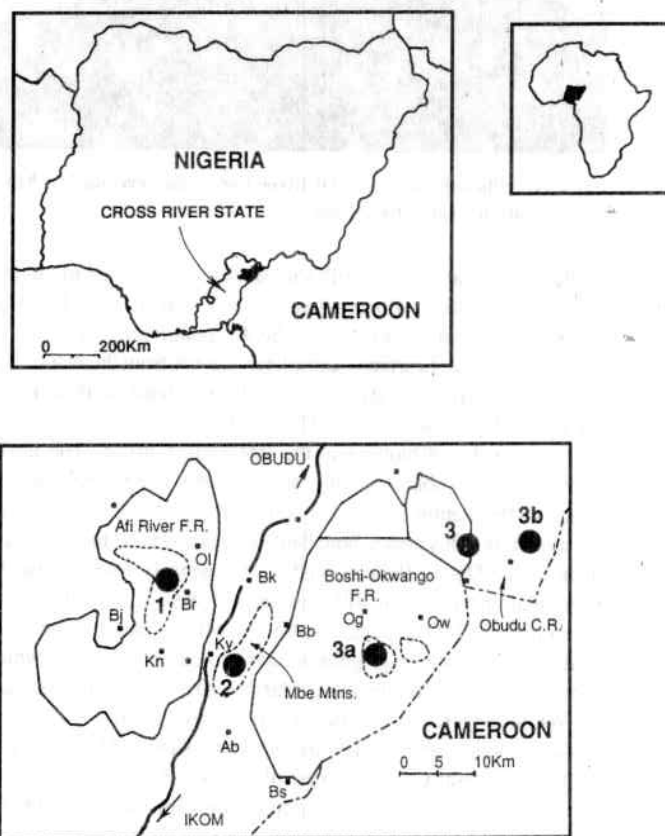 NIGERIA
CROSS RIVER STATE
CAMEROON
0 200Km
OBUDU
Afi River F.R.
Ol
1
Br
Bj
Kn
Ky
2
Bk
Bb
Mbe Mtns.
Ab
IKOM
Bs
Boshi-Okwango
F.R.
Og
Ow
3a
3
3b
Obudu C.R.
CAMEROON
0 5 10Km